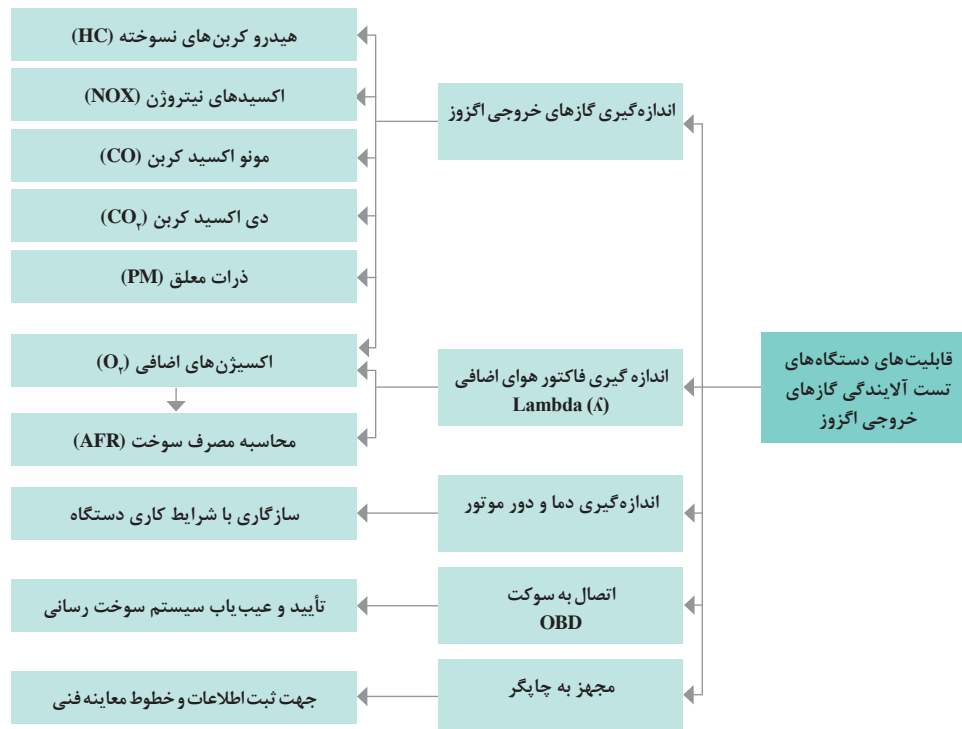 قابلیت‌های دستگاه‌های
تست آلایندگی گازهای
خروجی اگزوز
اندازه‌گیری گازهای خروجی اگزوز
هیدرو کربن‌های نسوخته (HC)
اکسیدهای نیتروژن (NOX)
مونو اکسید کربن (CO)
دی اکسید کربن (CO₂)
ذرات معلق (PM)
اکسیژن‌های اضافی (O₂)
اندازه گیری فاکتور هوای اضافی
Lambda (ʎ)
محاسبه مصرف سوخت (AFR)
اندازه‌گیری دما و دور موتور
سازگاری با شرایط کاری دستگاه
اتصال به سوکت
OBD
تأیید و عیب‌یاب سیستم سوخت رسانی
مجهز به چاپگر
جهت ثبت اطلاعات و خطوط معاینه فنی